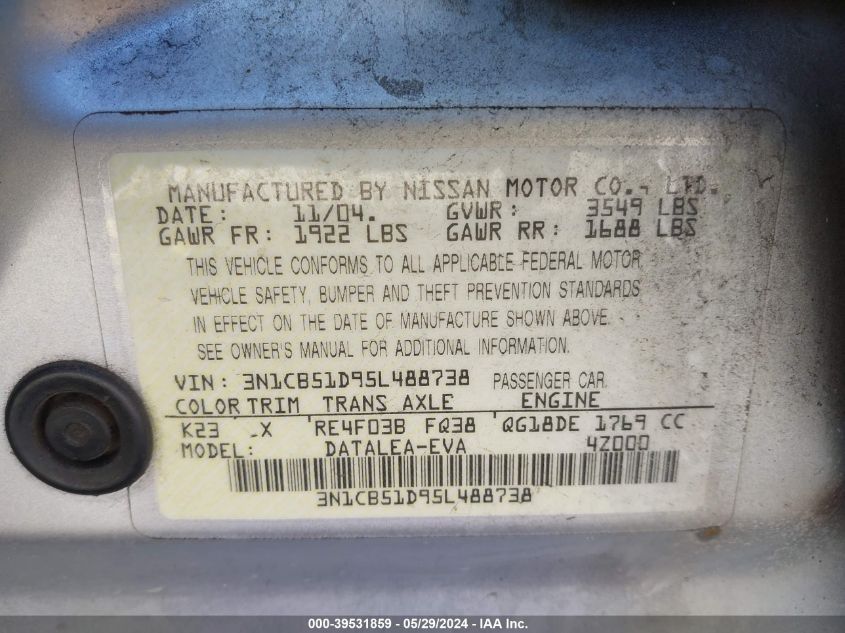 MANUFACTURED BY NISSAN MOTOR CO., LTD.
DATE: 11/04. GVWR: 3549 LBS
GAWR FR: 1922 LBS GAWR RR: 1688 LBS
THIS VEHICLE CONFORMS TO ALL APPLICABLE FEDERAL MOTOR
VEHICLE SAFETY, BUMPER AND THEFT PREVENTION STANDARDS
IN EFFECT ON THE DATE OF MANUFACTURE SHOWN ABOVE.
SEE OWNER'S MANUAL FOR ADDITIONAL INFORMATION.
VIN: 3N1CB51D95L488738 PASSENGER CAR
COLOR TRIM TRANS AXLE ENGINE
K23 _X RE4F03B FQ38 QG18DE 1769 CC
MODEL: DATALEA-EVA 4Z000
3N1CB51D95L488738
000-39531859 - 05/29/2024 - IAA Inc.